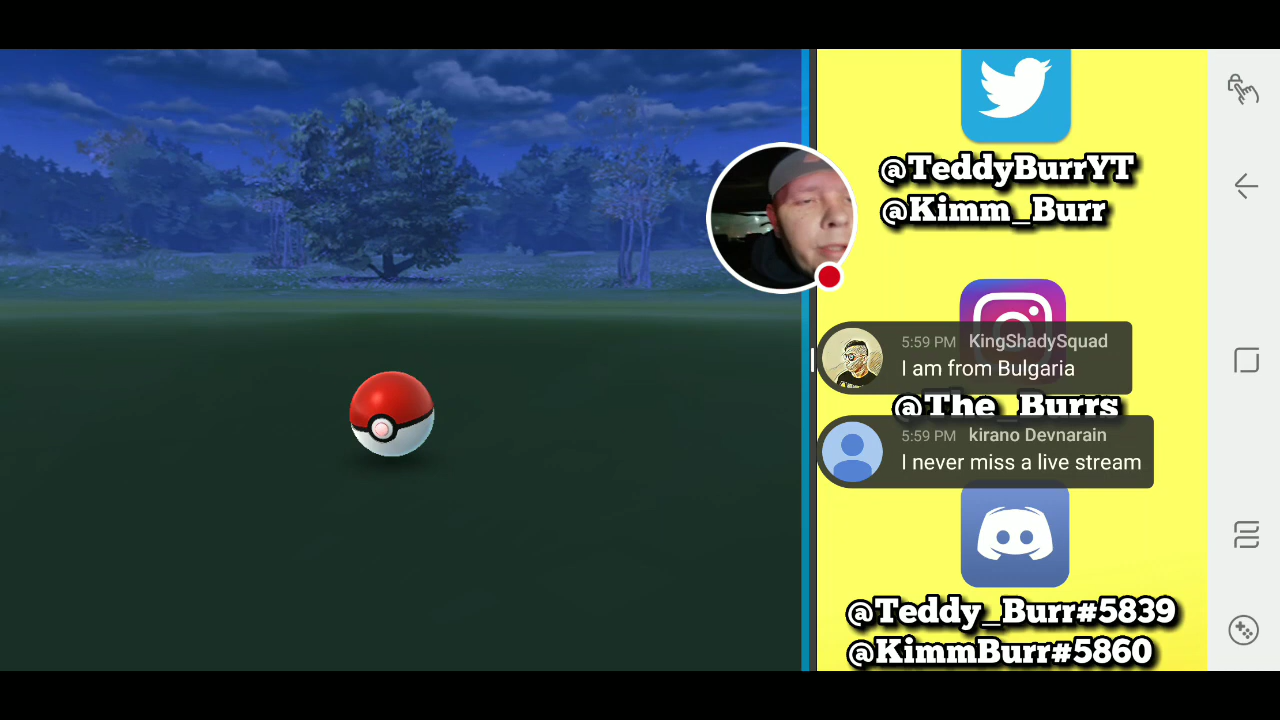 @TeddyBurrYT
@Kimm_Burr
5:59 PM KingShadySquad
I am from Bulgaria
@The_Burrs
5:59 PM kirano Devnarain
I never miss a live stream
@Teddy_Burr#5839
@KimmBurr#5860